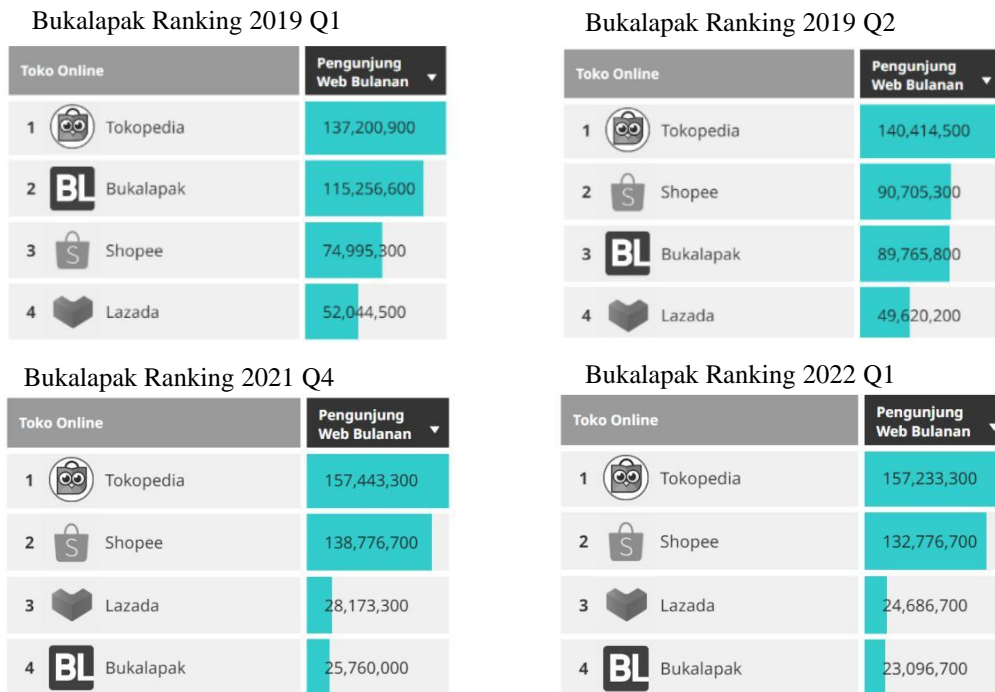 Bukalapak Ranking 2019 Q1
Toko Online
Pengunjung
Web Bulanan
1 Tokopedia 137,200,900
2 BL Bukalapak 115,256,600
3 S Shopee 74,995,300
4 Lazada 52,044,500
Bukalapak Ranking 2019 Q2
Toko Online
Pengunjung
Web Bulanan
1 Tokopedia 140,414,500
2 S Shopee 90,705,300
3 BL Bukalapak 89,765,800
4 Lazada 49,620,200
Bukalapak Ranking 2021 Q4
Toko Online
Pengunjung
Web Bulanan
1 Tokopedia 157,443,300
2 S Shopee 138,776,700
3 Lazada 28,173,300
4 BL Bukalapak 25,760,000
Bukalapak Ranking 2022 Q1
Toko Online
Pengunjung
Web Bulanan
1 Tokopedia 157,233,300
2 S Shopee 132,776,700
3 Lazada 24,686,700
4 BL Bukalapak 23,096,700